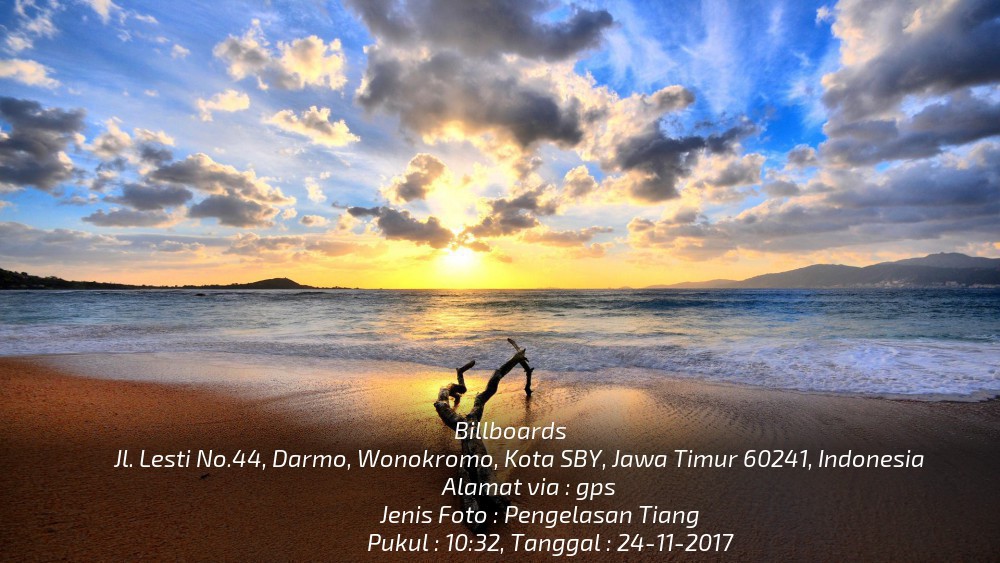 Billboards
Jl. Lesti No.44, Darmo, Wonokromo, Kota SBY, Jawa Timur 60241, Indonesia
Alamat via : gps
Jenis Foto : Pengelasan Tiang
Pukul : 10:32, Tanggal : 24-11-2017